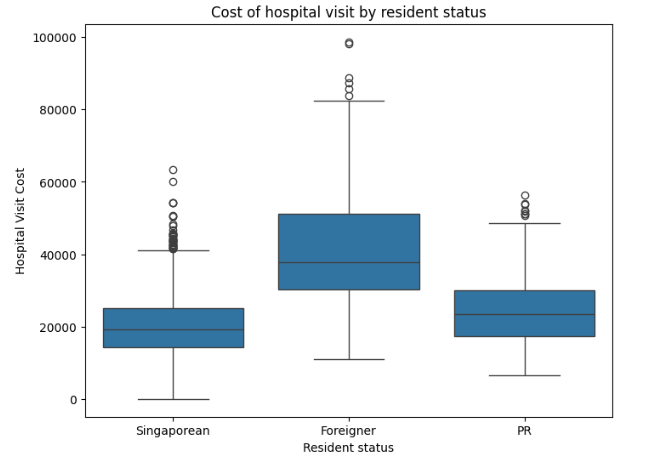 Cost of hospital visit by resident status
100000
80000
60000
40000
20000
0
Hospital Visit Cost
Singaporean
Foreigner
PR
Resident status